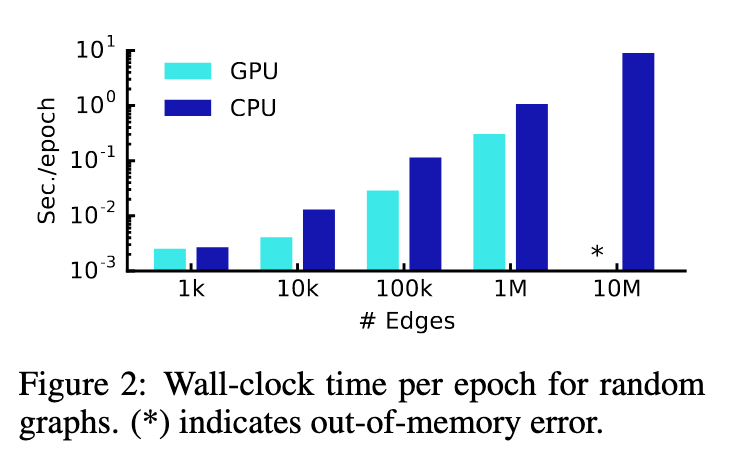 10^1
10^0
10^-1
10^-2
10^-3
Sec./epoch
GPU
CPU
*
1k 10k 100k 1M 10M
# Edges
Figure 2: Wall-clock time per epoch for random
graphs. (*) indicates out-of-memory error.